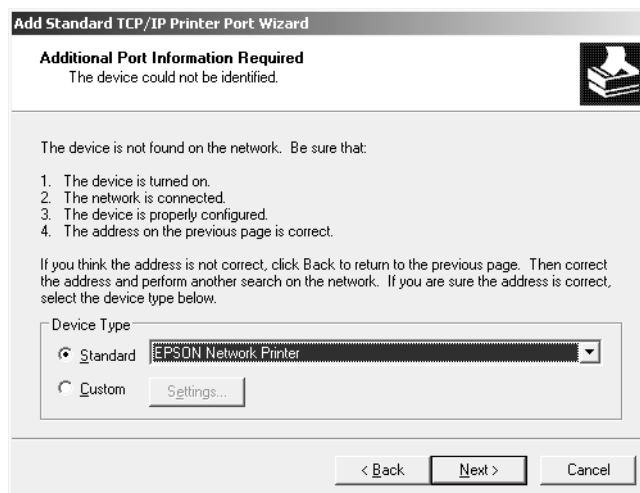 Add Standard TCP/IP Printer Port Wizard
Additional Port Information Required
The device could not be identified.
The device is not found on the network. Be sure that:
1. The device is turned on.
2. The network is connected.
3. The device is properly configured.
4. The address on the previous page is correct.
If you think the address is not correct, click Back to return to the previous page. Then correct
the address and perform another search on the network. If you are sure the address is correct,
select the device type below.
Device Type
Standard EPSON Network Printer
Custom Settings...
< Back Next > Cancel